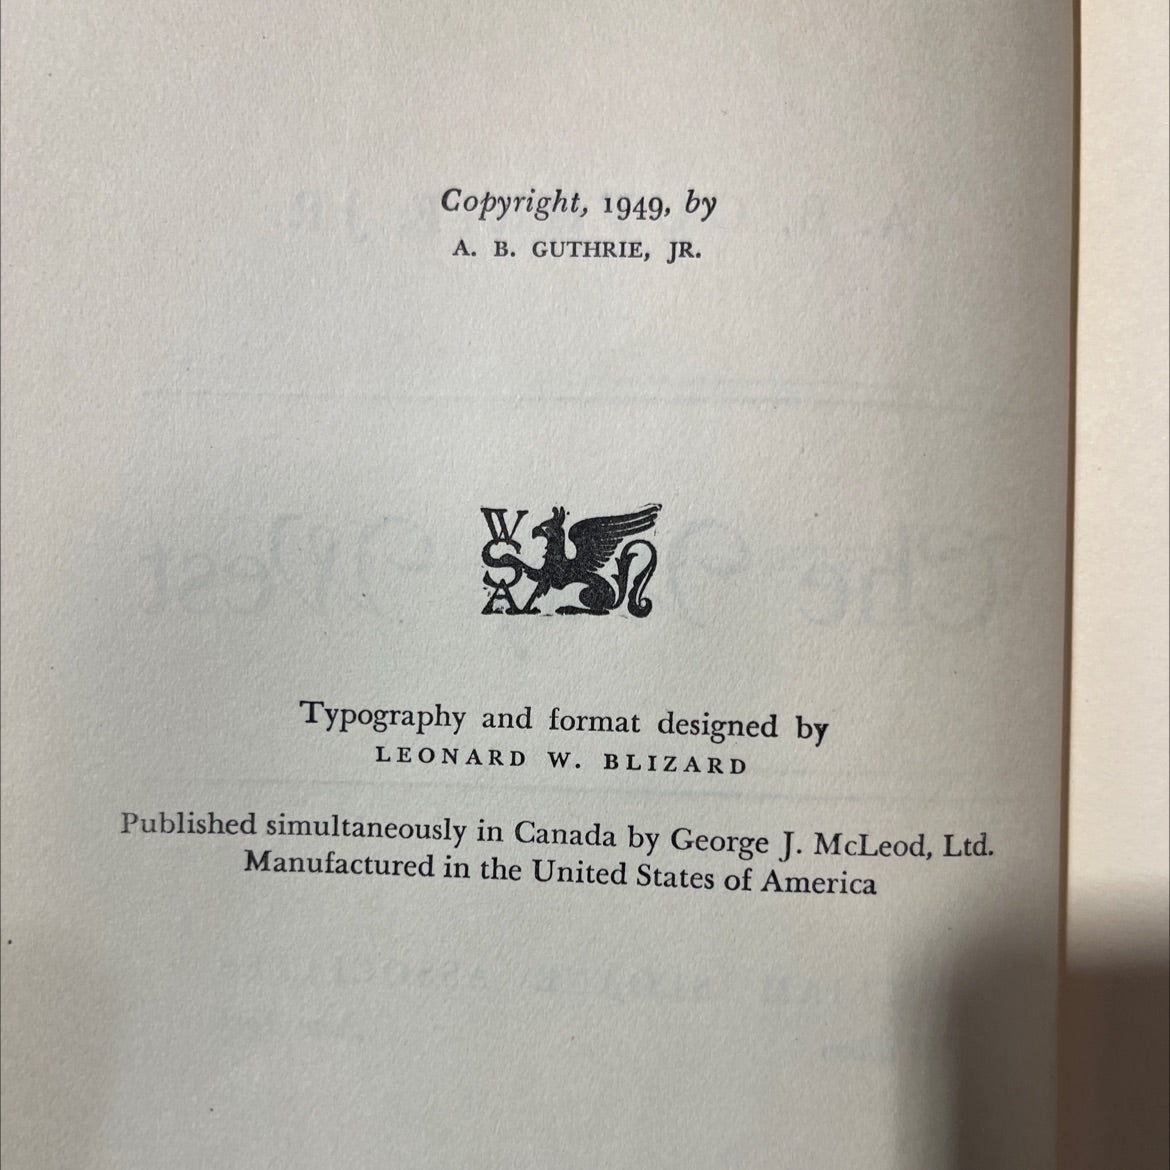 Copyright, 1949, by
A. B. GUTHRIE, JR.
WSA
Typography and format designed by
LEONARD W. BLIZARD
Published simultaneously in Canada by George J. McLeod, Ltd.
Manufactured in the United States of America